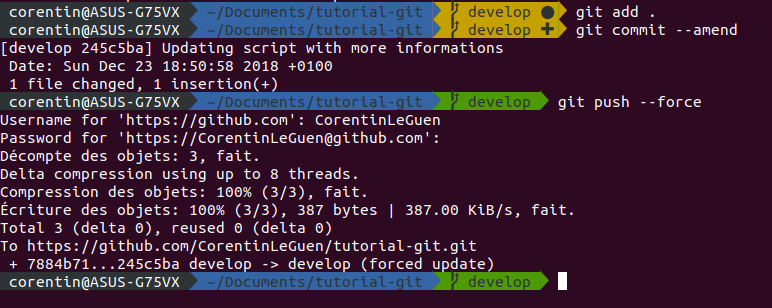 corentin@ASUS-G75VX ~/Documents/tutorial-git develop ● git add .
corentin@ASUS-G75VX ~/Documents/tutorial-git develop ✚ git commit --amend
[develop 245c5ba] Updating script with more informations
 Date: Sun Dec 23 18:50:58 2018 +0100
 1 file changed, 1 insertion(+)
corentin@ASUS-G75VX ~/Documents/tutorial-git develop git push --force
Username for 'https://github.com': CorentinLeGuen
Password for 'https://CorentinLeGuen@github.com':
Décompte des objets: 3, fait.
Delta compression using up to 8 threads.
Compression des objets: 100% (3/3), fait.
Écriture des objets: 100% (3/3), 387 bytes | 387.00 KiB/s, fait.
Total 3 (delta 0), reused 0 (delta 0)
To https://github.com/CorentinLeGuen/tutorial-git.git
 + 7884b71...245c5ba develop -> develop (forced update)
corentin@ASUS-G75VX ~/Documents/tutorial-git develop